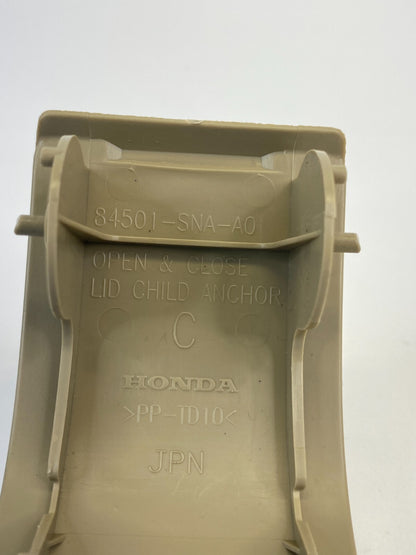 84501-SNA-A0
OPEN & CLOSE
LID CHILD ANCHOR
C
HONDA
>PP-TD10<
JPN